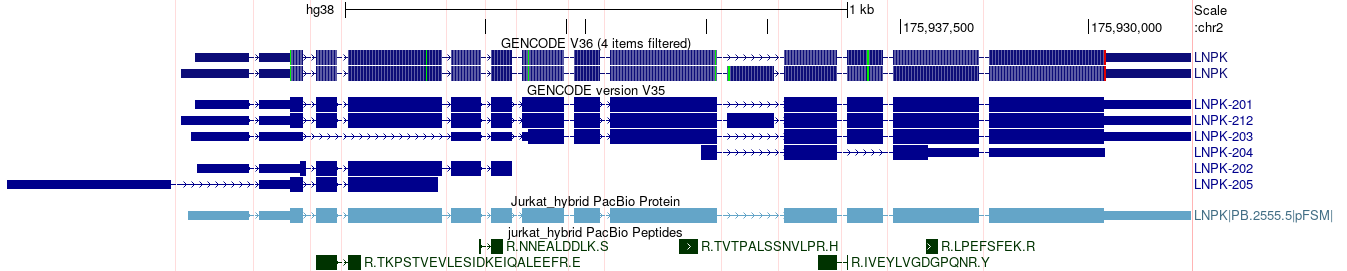 hg38 1 kb Scale
175,937,500 175,930,000 :chr2
GENCODE V36 (4 items filtered)
LNPK
LNPK
GENCODE version V35
LNPK-201
LNPK-212
LNPK-203
LNPK-204
LNPK-202
LNPK-205
Jurkat_hybrid PacBio Protein
LNPK|PB.2555.5|pFSM|
jurkat_hybrid PacBio Peptides
R.NNEALDDLK.S R.TVTPALSSNVLPR.H R.LPEFSFEK.R
R.TKPSTVEVLESIDKEIQALEEFR.E R.IVEYLVGDGPQNR.Y